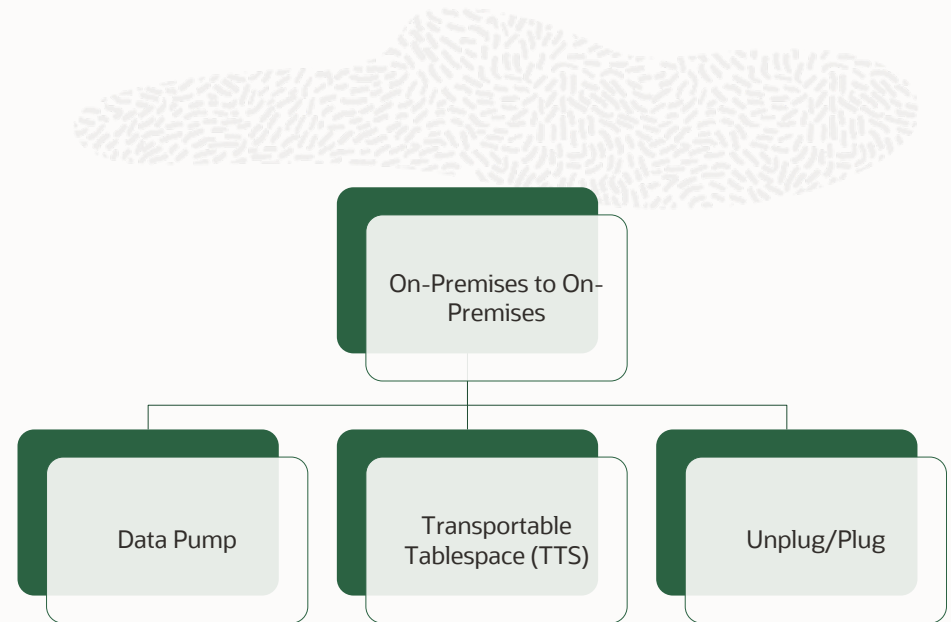 On-Premises to On-
Premises
Data Pump
Transportable
Tablespace (TTS)
Unplug/Plug